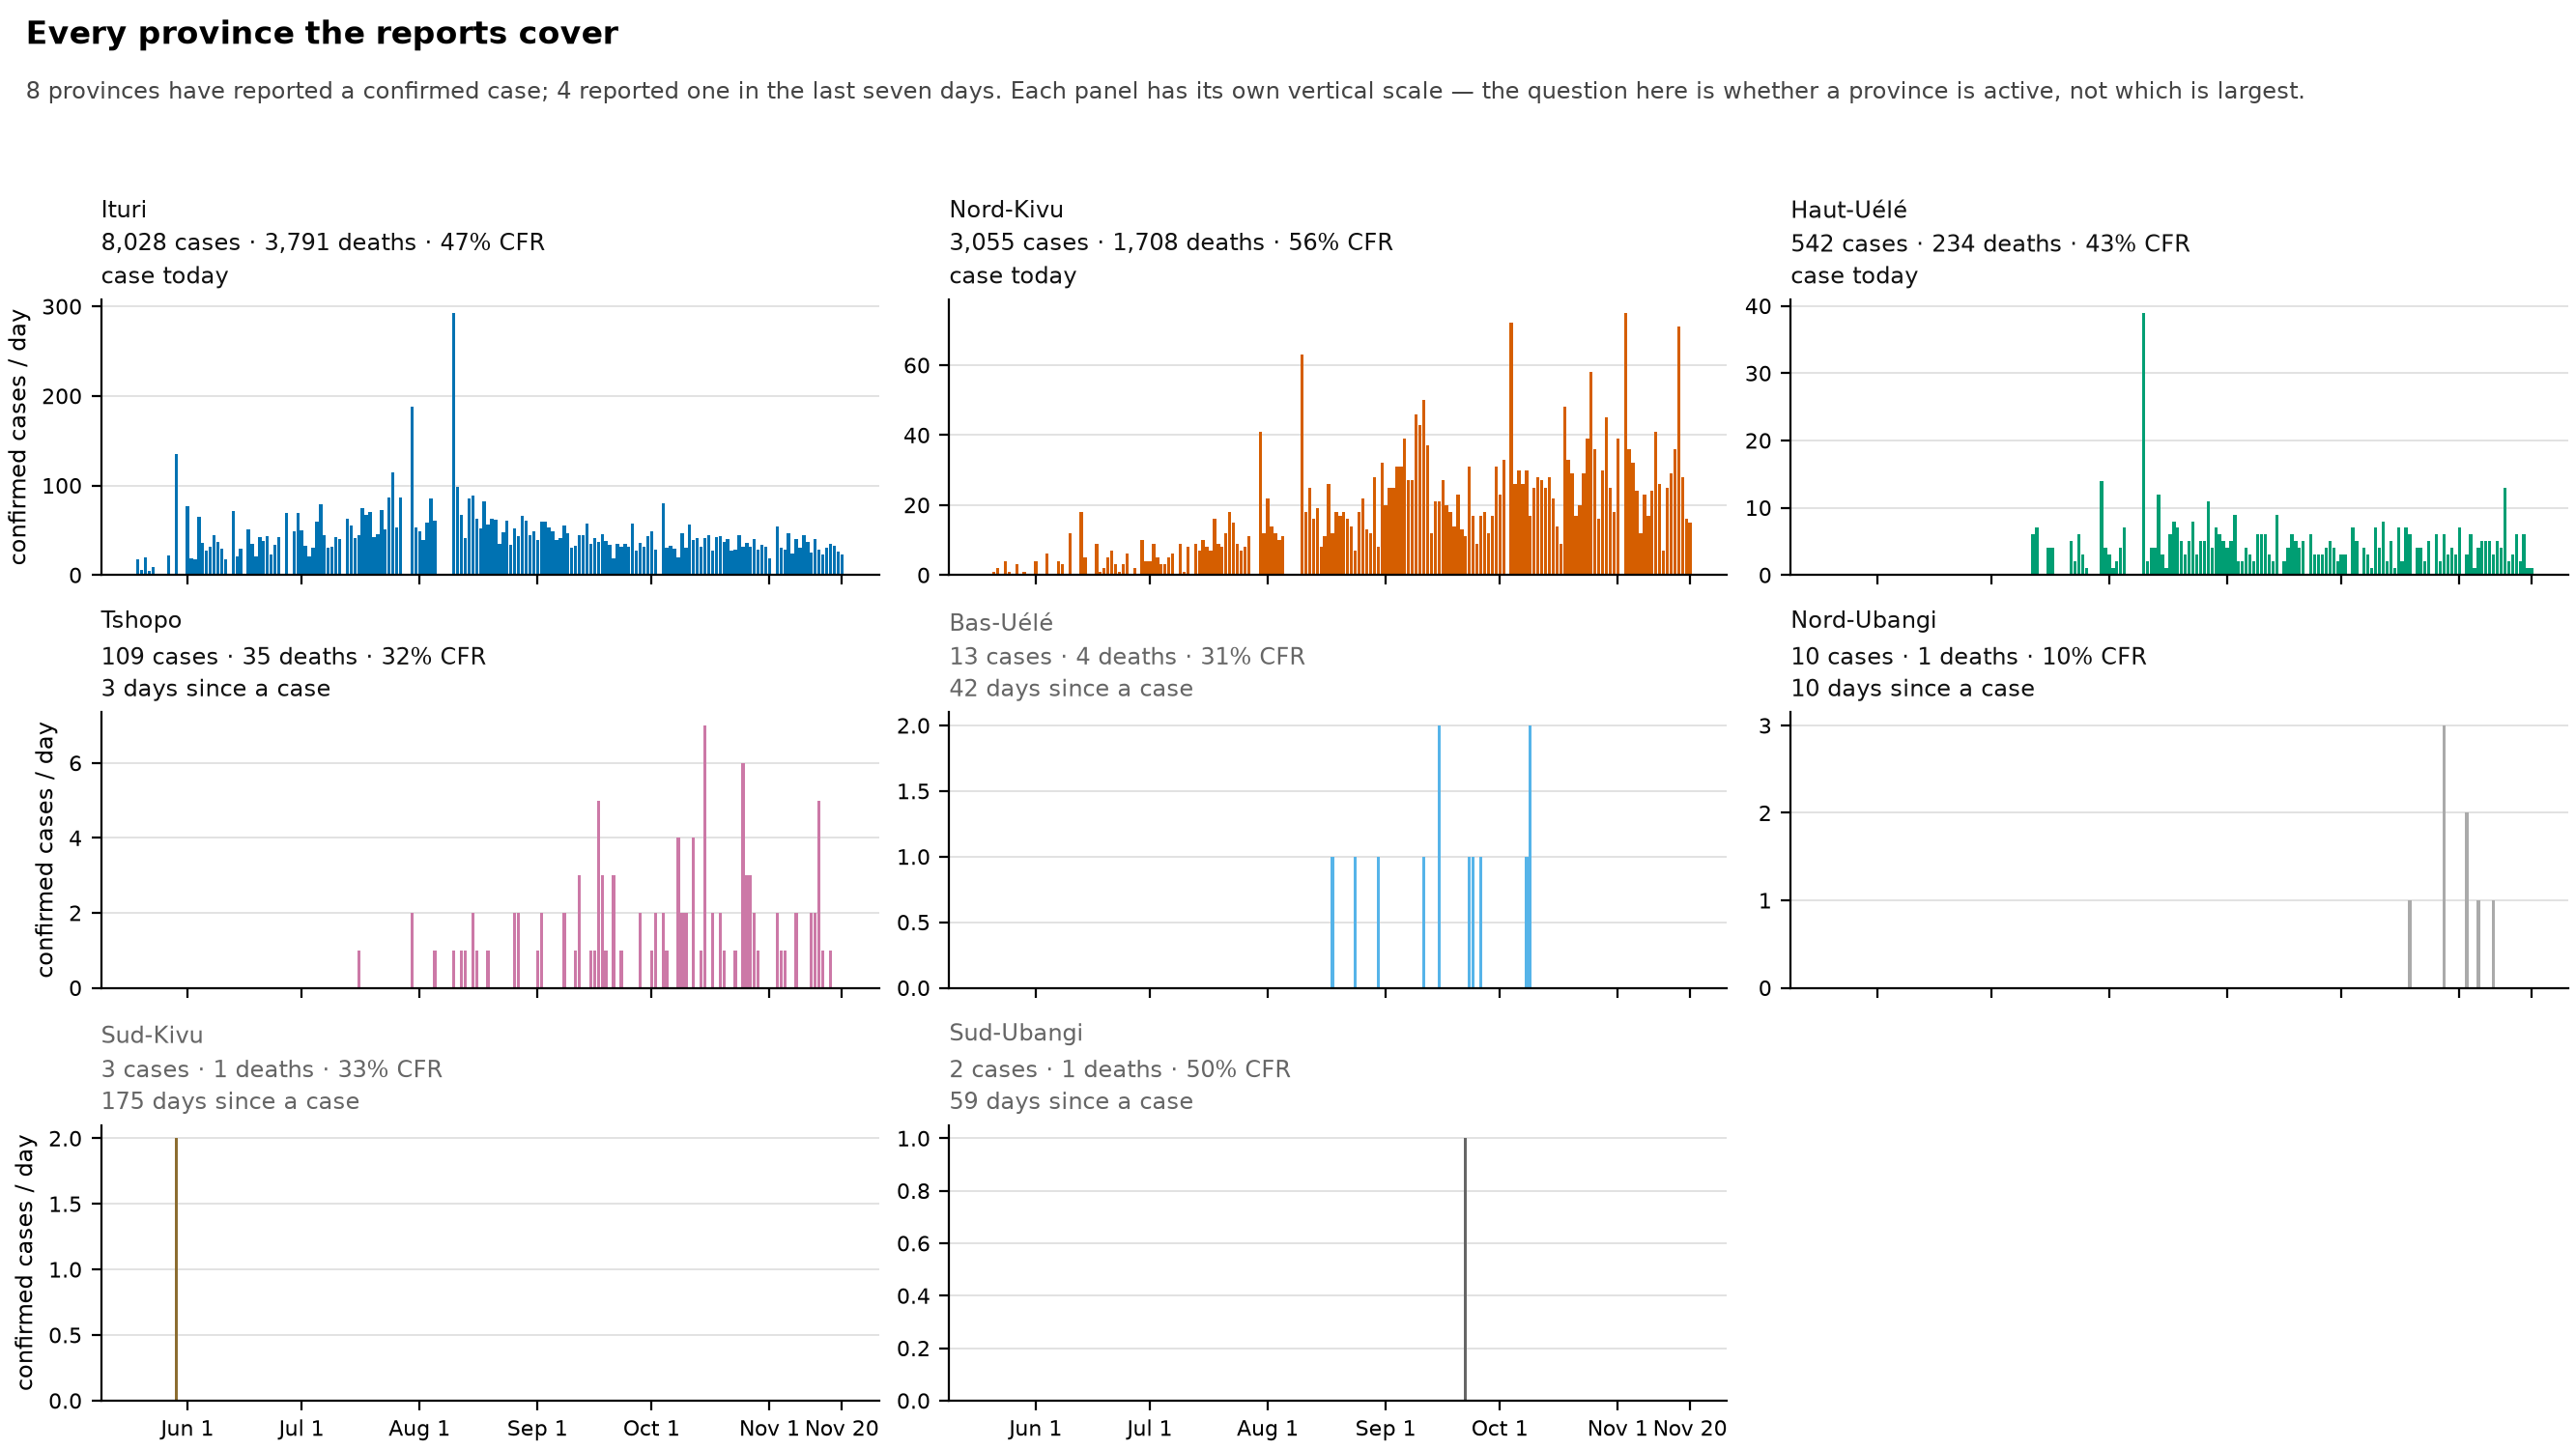 Every province the reports cover
8 provinces have reported a confirmed case; 4 reported one in the last seven days. Each panel has its own vertical scale — the question here is whether a province is active, not which is largest.
Ituri
8,028 cases · 3,791 deaths · 47% CFR
case today
confirmed cases / day
300
200
100
0
Nord-Kivu
3,055 cases · 1,708 deaths · 56% CFR
case today
60
40
20
0
Haut-Uélé
542 cases · 234 deaths · 43% CFR
case today
40
30
20
10
0
Tshopo
109 cases · 35 deaths · 32% CFR
3 days since a case
confirmed cases / day
6
4
2
0
Bas-Uélé
13 cases · 4 deaths · 31% CFR
42 days since a case
2.0
1.5
1.0
0.5
0.0
Nord-Ubangi
10 cases · 1 deaths · 10% CFR
10 days since a case
3
2
1
0
Sud-Kivu
3 cases · 1 deaths · 33% CFR
175 days since a case
confirmed cases / day
2.0
1.5
1.0
0.5
0.0
Jun 1 Jul 1 Aug 1 Sep 1 Oct 1 Nov 1 Nov 20
Sud-Ubangi
2 cases · 1 deaths · 50% CFR
59 days since a case
1.0
0.8
0.6
0.4
0.2
0.0
Jun 1 Jul 1 Aug 1 Sep 1 Oct 1 Nov 1 Nov 20